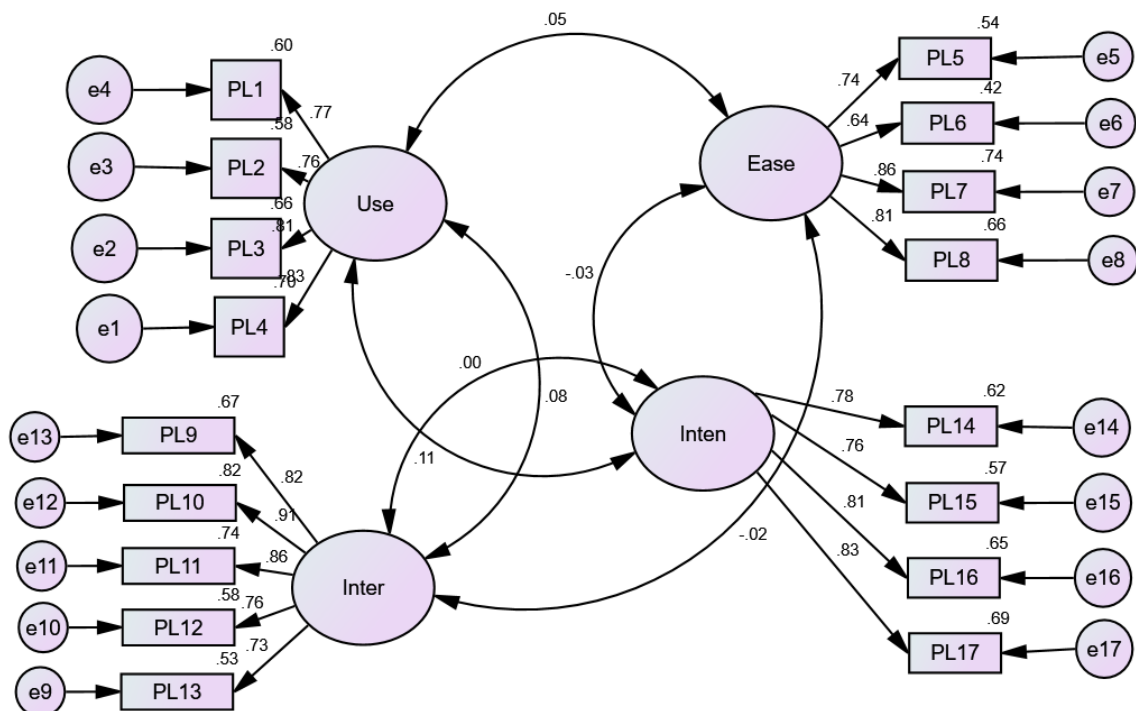 .05
.60
e4
PL1
.77
.58
e3
PL2
.76
.66
e2
PL3
.81
.70
.83
e1
PL4
Use
Ease
.54
.74
PL5
e5
.42
.64
PL6
e6
.74
.86
PL7
e7
.66
.81
PL8
e8
-.03
.00
.08
.11
-.02
.67
e13
PL9
.82
.82
e12
PL10
.91
.74
e11
PL11
.86
.58
e10
PL12
.76
.53
e9
PL13
.73
Inter
Inten
.62
.78
PL14
e14
.57
.76
PL15
e15
.65
.81
PL16
e16
.69
.83
PL17
e17